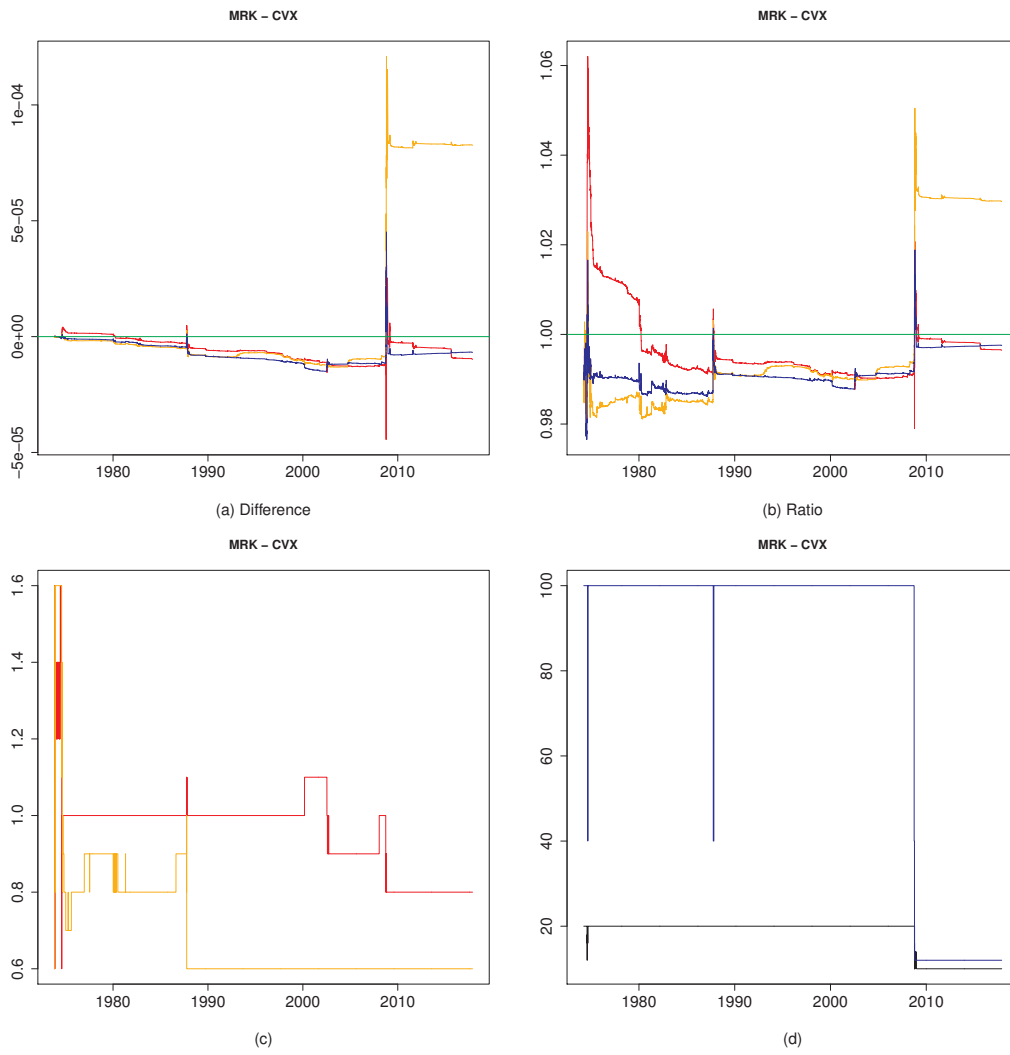 MRK − CVX
1e−04
5e−05
0e+00
−5e−05
1980 1990 2000 2010
(a) Difference
MRK − CVX
1.06
1.04
1.02
1.00
0.98
1980 1990 2000 2010
(b) Ratio
MRK − CVX
1.6
1.4
1.2
1.0
0.8
0.6
1980 1990 2000 2010
(c)
MRK − CVX
100
80
60
40
20
1980 1990 2000 2010
(d)